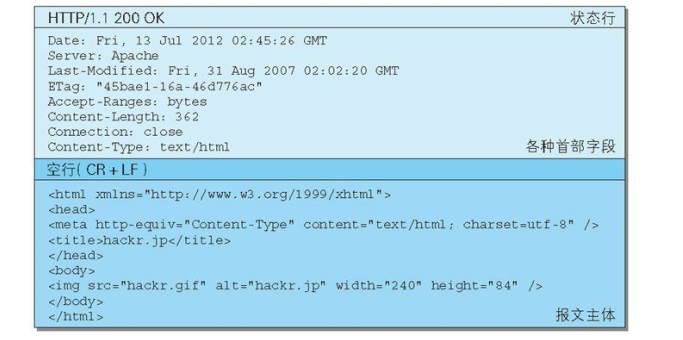 HTTP/1.1 200 OK 状态行
Date: Fri, 13 Jul 2012 02:45:26 GMT
Server: Apache
Last-Modified: Fri, 31 Aug 2007 02:02:20 GMT
ETag: "45bae1-16a-46d776ac"
Accept-Ranges: bytes
Content-Length: 362
Connection: close
Content-Type: text/html 各种首部字段
空行( CR + LF )
<html xmlns="http://www.w3.org/1999/xhtml">
<head>
<meta http-equiv="Content-Type" content="text/html; charset=utf-8" />
<title>hackr.jp</title>
</head>
<body>
<img src="hackr.gif" alt="hackr.jp" width="240" height="84" />
</body>
</html> 报文主体